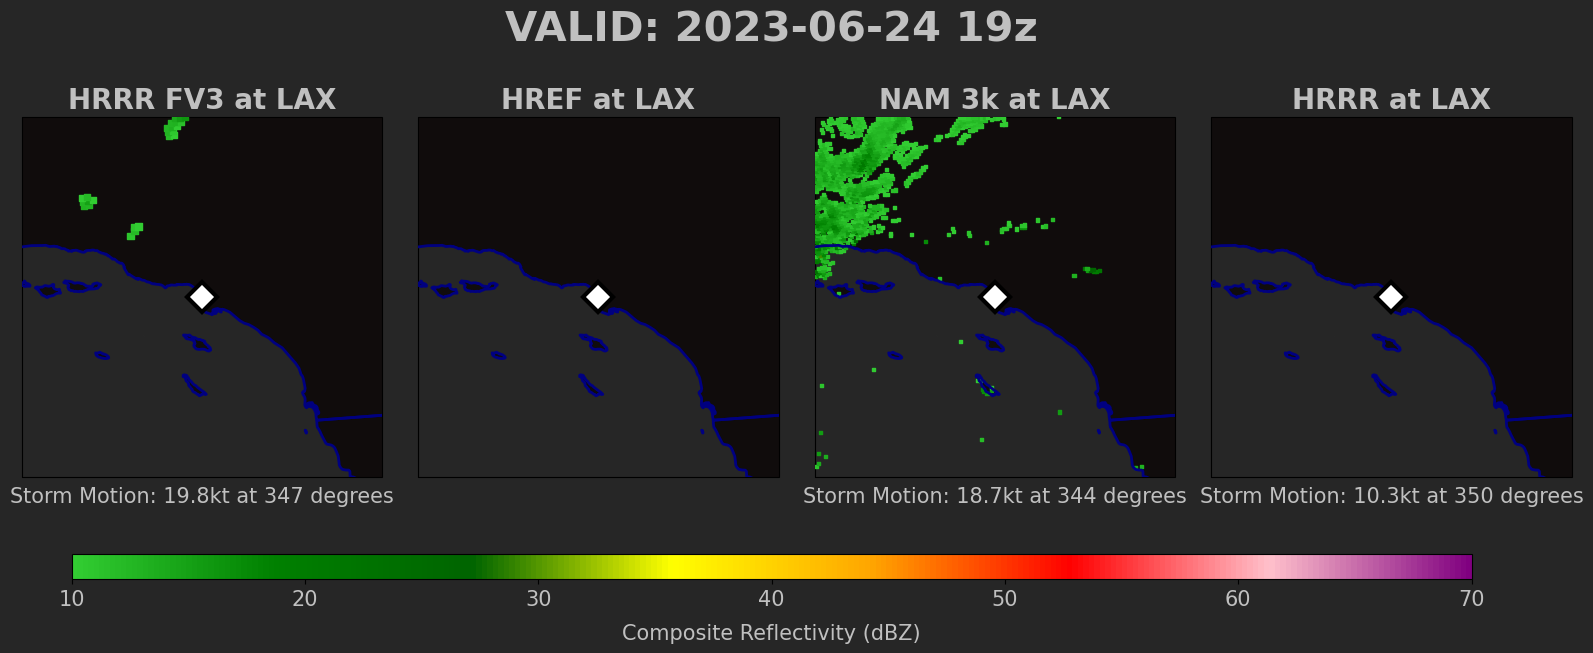 VALID: 2023-06-24 19z
HRRR FV3 at LAX
HREF at LAX
NAM 3k at LAX
HRRR at LAX
Storm Motion: 19.8kt at 347 degrees
Storm Motion: 18.7kt at 344 degrees
Storm Motion: 10.3kt at 350 degrees
10 20 30 40 50 60 70
Composite Reflectivity (dBZ)